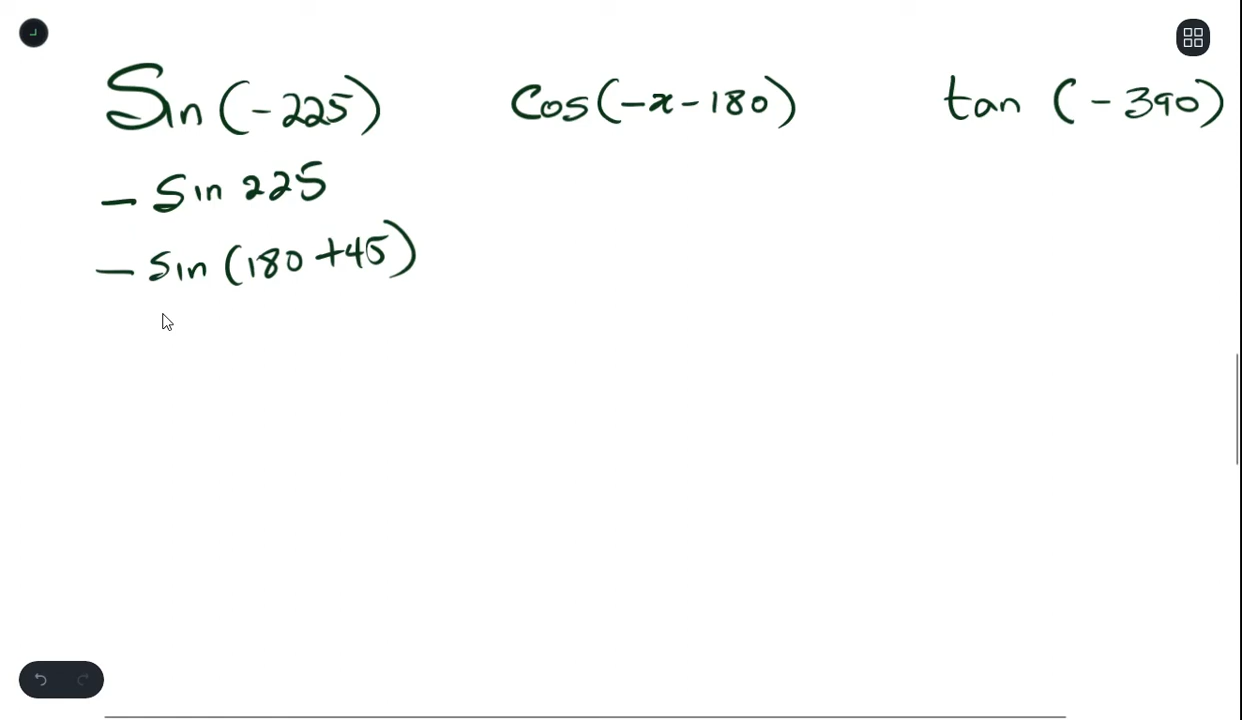 Sin (-225) Cos(-x-180) tan (-390)
- Sin 225
- Sin (180 +45)